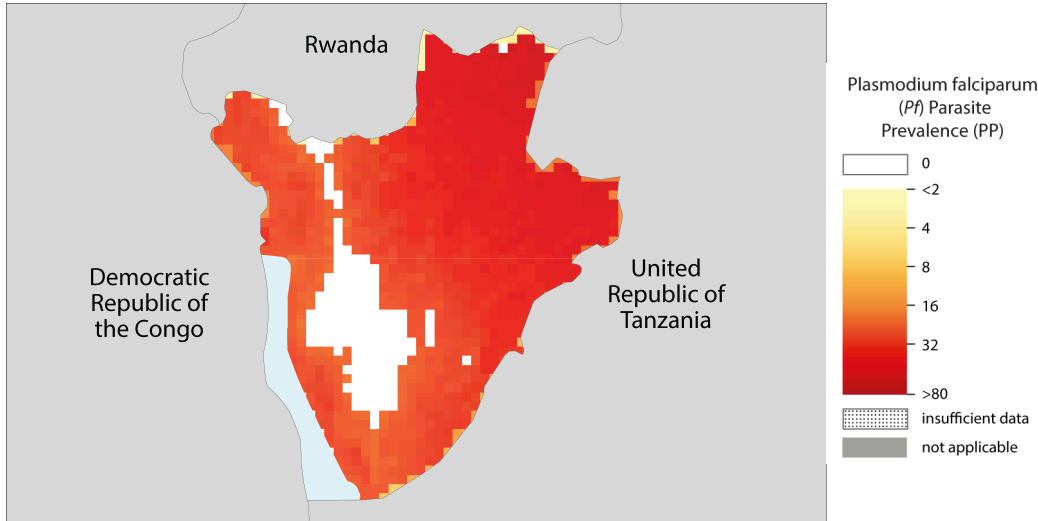 Rwanda
Democratic
Republic of
the Congo
United
Republic of
Tanzania
Plasmodium falciparum
(Pf) Parasite
Prevalence (PP)
0
<2
4
8
16
32
>80
insufficient data
not applicable